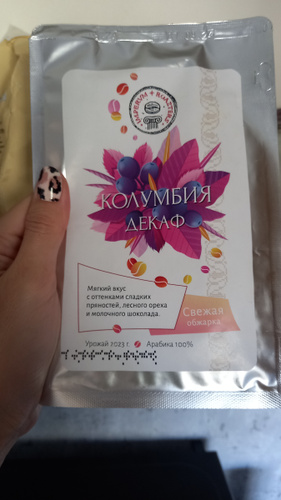 КОЛУМБИЯ
ДЕКАФ
Мягкий вкус
с оттенками сладких
пряностей, лесного ореха
и молочного шоколада.
Свежая
обжарка
Урожай 2023 г.
Арабика 100%